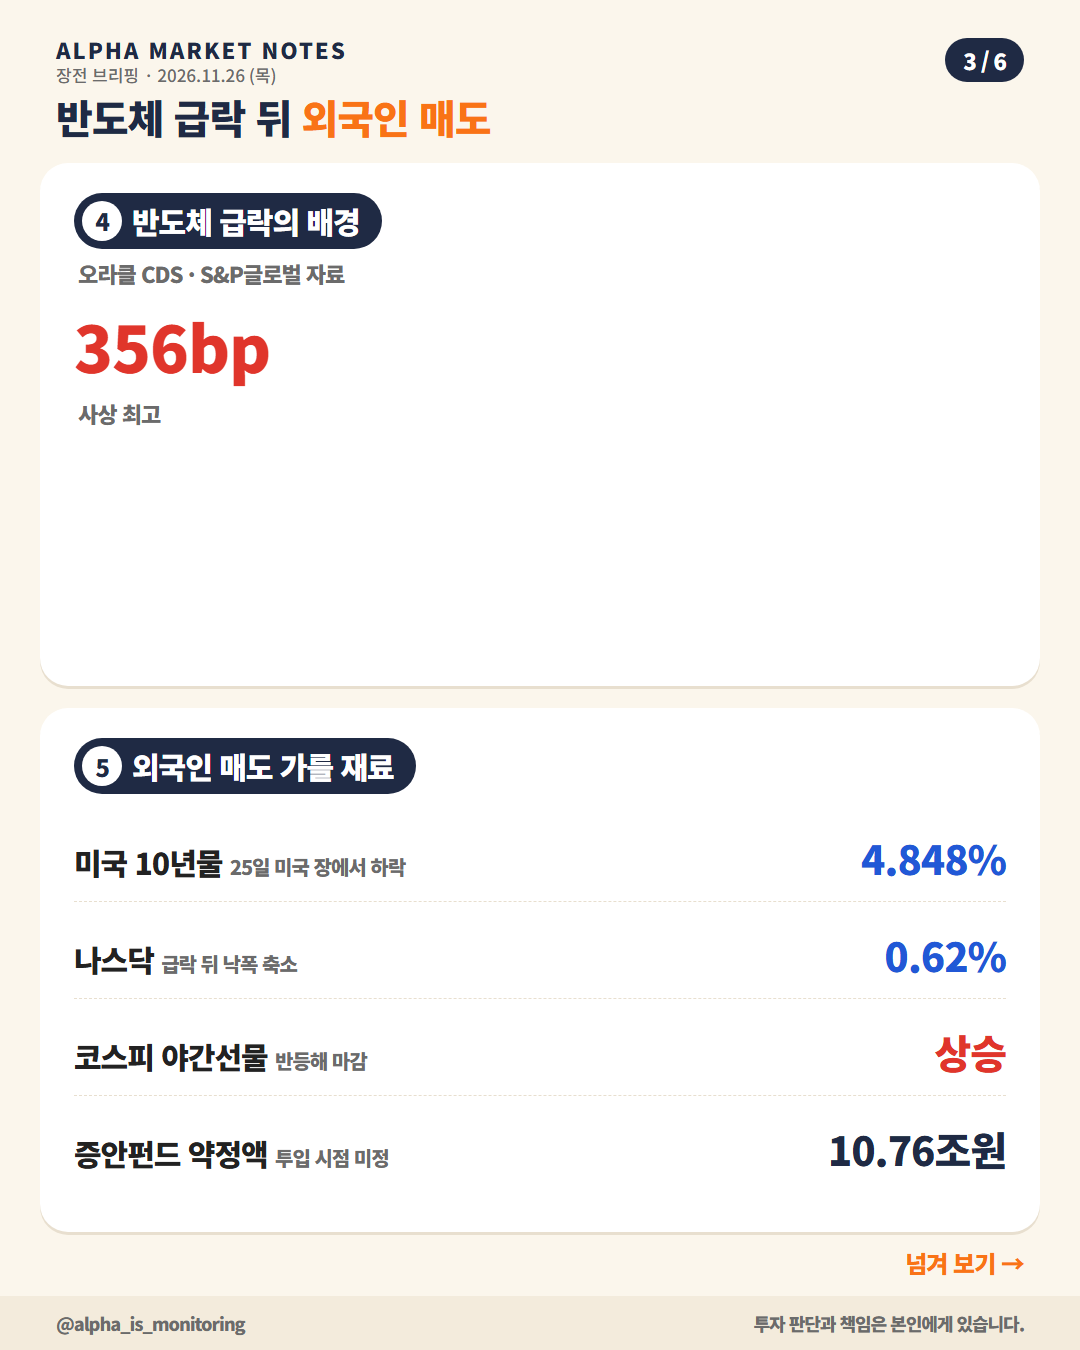 ALPHA MARKET NOTES
장전 브리핑 · 2026.11.26 (목)
3 / 6
반도체 급락 뒤 외국인 매도
4 반도체 급락의 배경
오라클 CDS · S&P글로벌 자료
356bp
사상 최고
5 외국인 매도 가를 재료
미국 10년물 25일 미국 장에서 하락 4.848%
나스닥 급락 뒤 낙폭 축소 0.62%
코스피 야간선물 반등해 마감 상승
증안펀드 약정액 투입 시점 미정 10.76조원
넘겨 보기 →
@alpha_is_monitoring 투자 판단과 책임은 본인에게 있습니다.